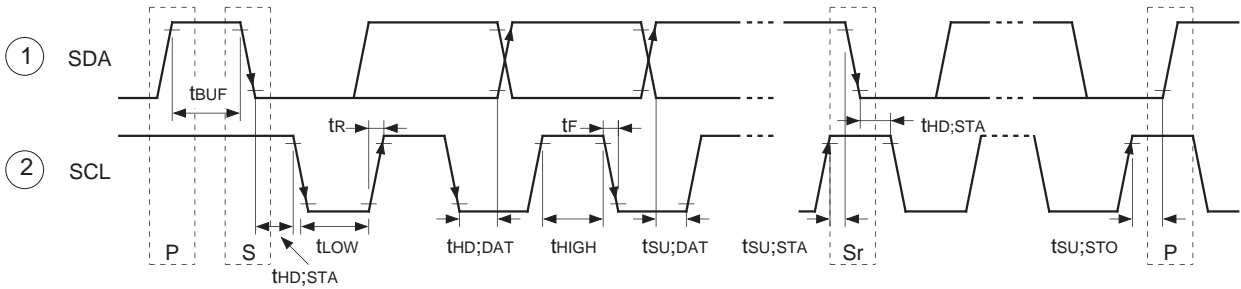 1 SDA
tBUF
tR
tF
tHD;STA
2 SCL
P
S
tLOW
tHD;DAT
tHIGH
tSU;DAT
tSU;STA
Sr
tSU;STO
P
tHD;STA